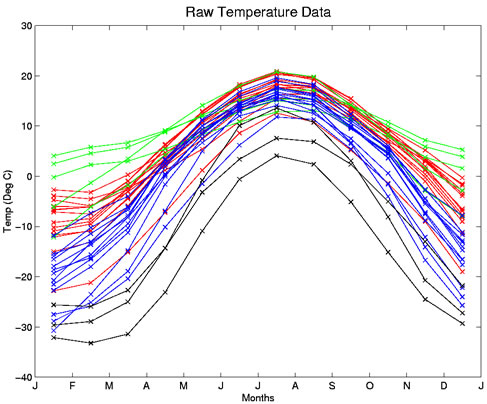 Raw Temperature Data
Temp (Deg C)
30
20
10
0
−10
−20
−30
−40
J F M A M J J A S O N D J
Months